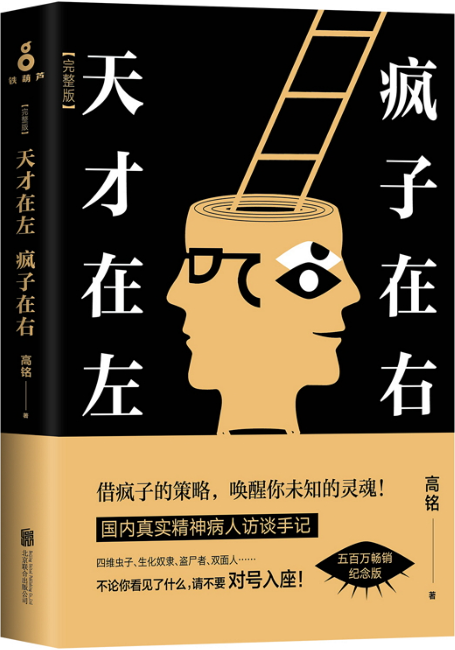 铁葫芦
【完整版】
天才在左 疯子在右
高铭 著
北京联合出版公司
【完整版】
天才在左
疯子在右
借疯子的策略，唤醒你未知的灵魂！
国内真实精神病人访谈手记
四维虫子、生化奴隶、盗尸者、双面人……
不论你看见了什么，请不要 对号入座！
五百万畅销
纪念版
高铭 著